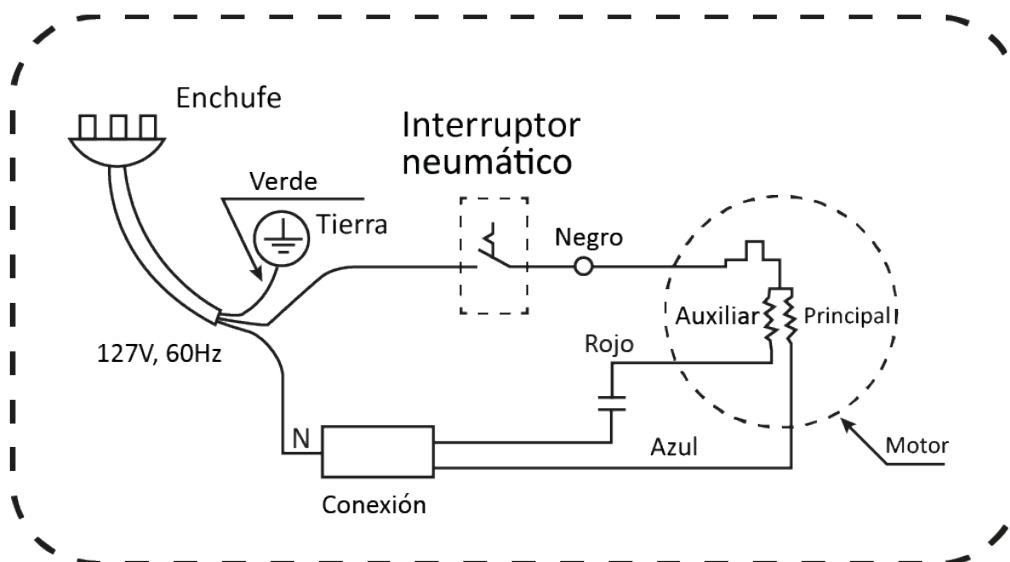 Enchufe
Interruptor
neumático
Verde
Tierra
Negro
Auxiliar
Principal
127V, 60Hz
Rojo
N
Azul
Motor
Conexión